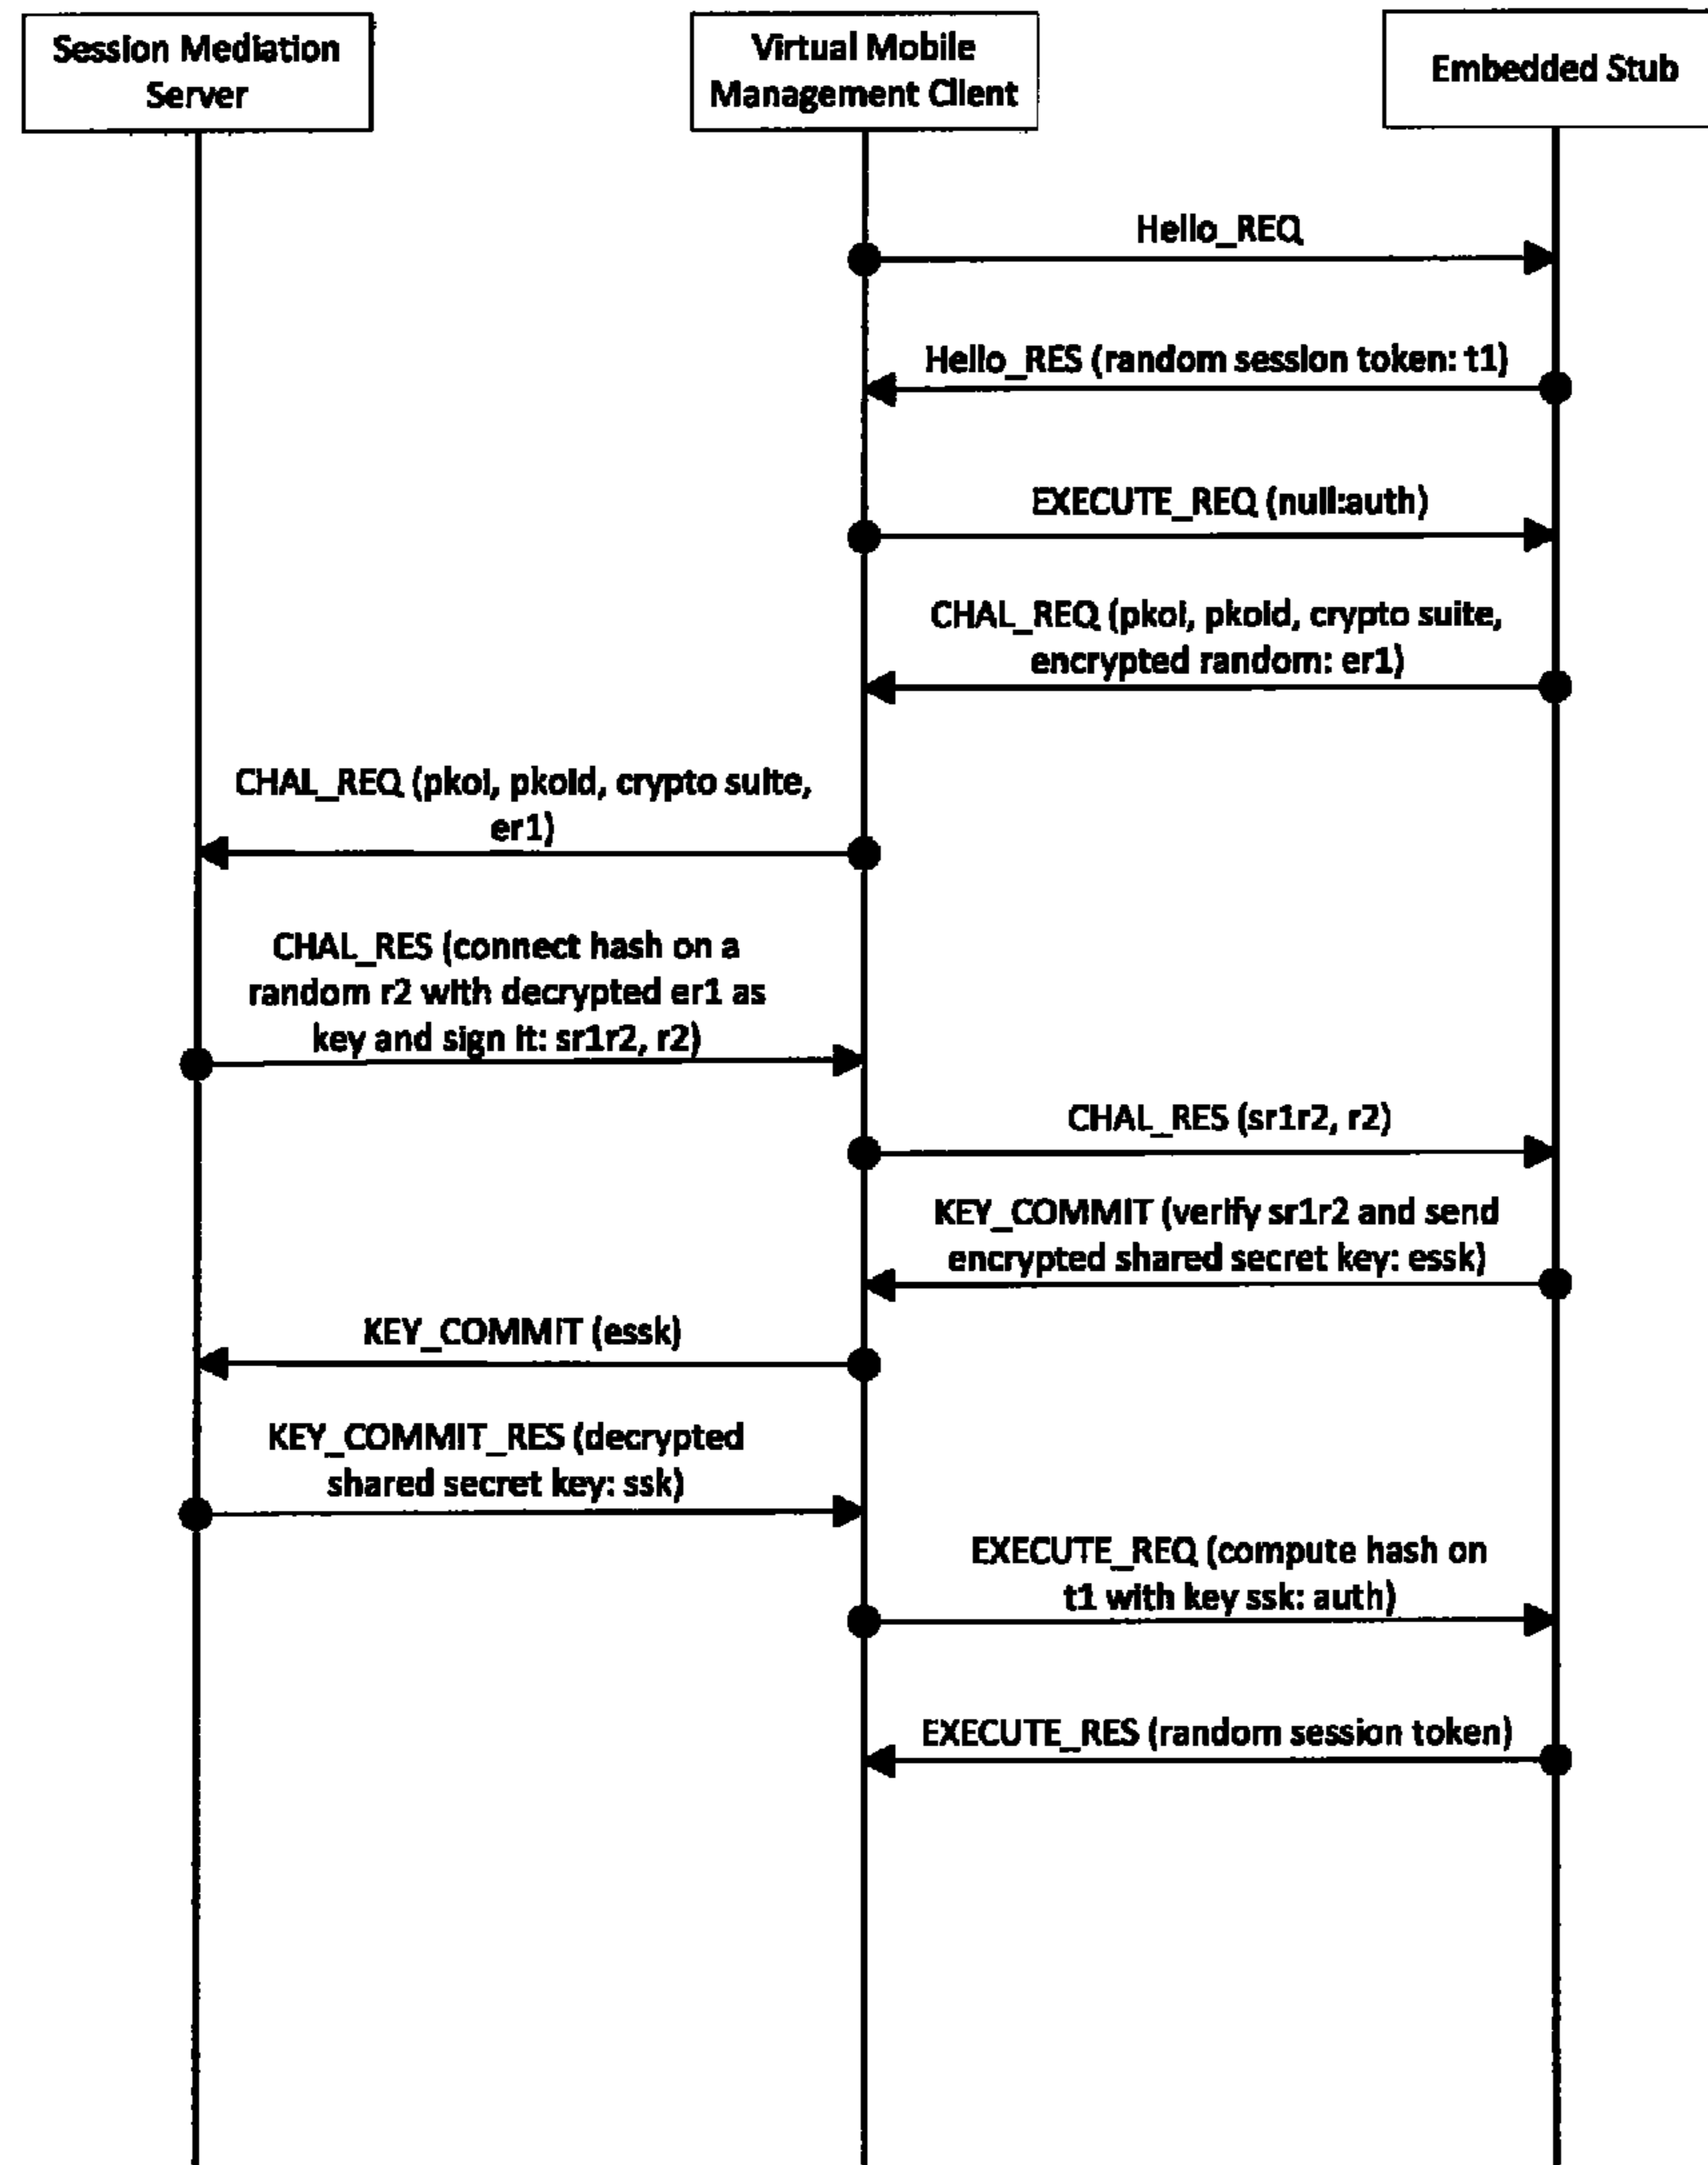 Session Mediation
Server
Virtual Mobile
Management Client
Embedded Stub
Hello_REQ
Hello_RES (random session token: t1)
EXECUTE_REQ (null:auth)
CHAL_REQ (pkoi, pkoid, crypto suite,
encrypted random: er1)
CHAL_REQ (pkoi, pkoid, crypto suite,
er1)
CHAL_RES (connect hash on a
random r2 with decrypted er1 as
key and sign it: sr1r2, r2)
CHAL_RES (sr1r2, r2)
KEY_COMMIT (verify sr1r2 and send
encrypted shared secret key: essk)
KEY_COMMIT (essk)
KEY_COMMIT_RES (decrypted
shared secret key: ssk)
EXECUTE_REQ (compute hash on
t1 with key ssk: auth)
EXECUTE_RES (random session token)